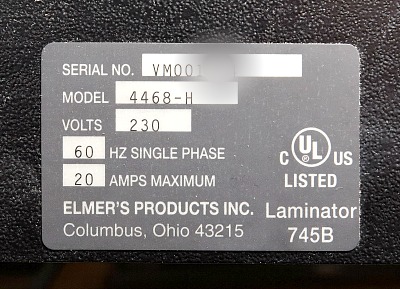 SERIAL NO. VM001
MODEL 4468-H
VOLTS 230
60 HZ SINGLE PHASE
20 AMPS MAXIMUM
C UL US
LISTED
ELMER'S PRODUCTS INC.
Columbus, Ohio 43215
Laminator
745B